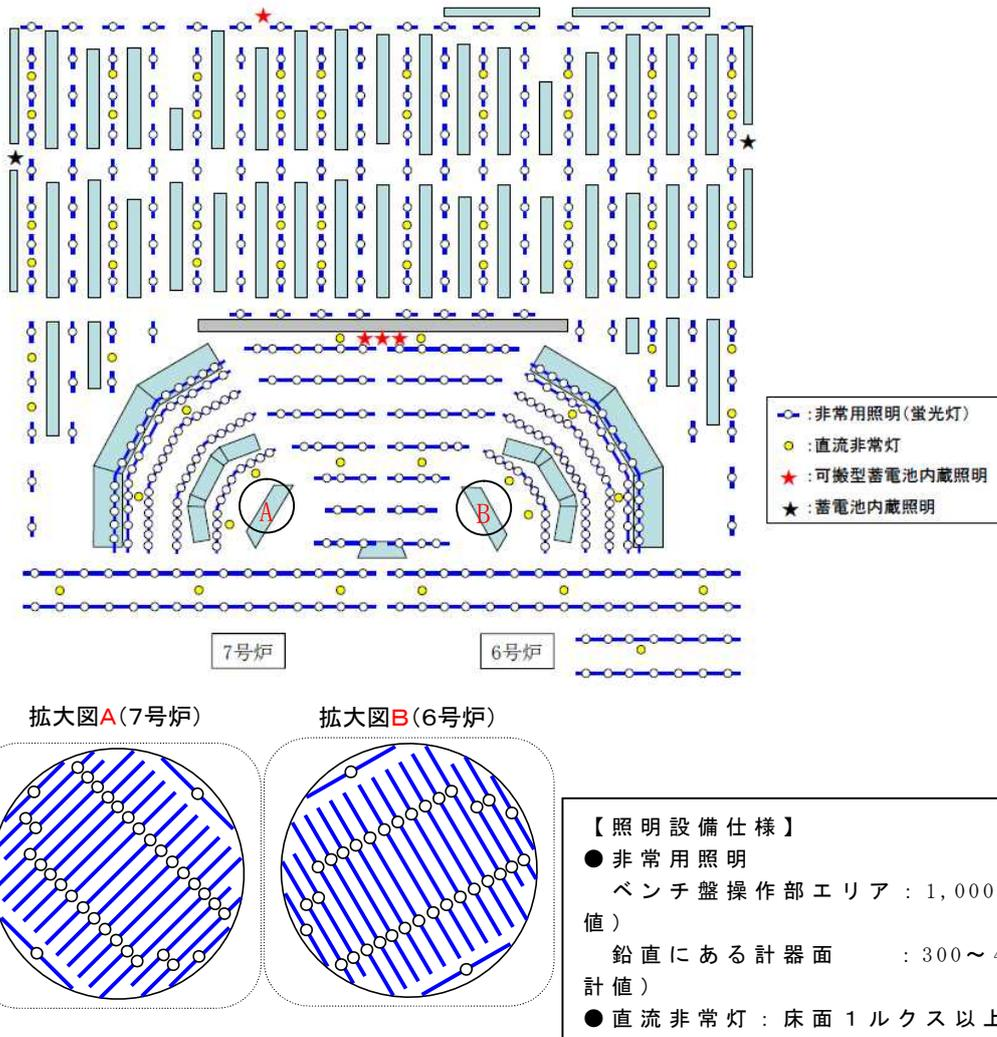 A
B
:非常用照明(蛍光灯)
:直流非常灯
:可搬型蓄電池内蔵照明
:蓄電池内蔵照明
7号炉
6号炉
拡大図A(7号炉)
拡大図B(6号炉)
【照明設備仕様】
●非常用照明
ベンチ盤操作部エリア:1,000
値)
鉛直にある計器面 :300～4
計値)
●直流非常灯:床面1ルクス以上